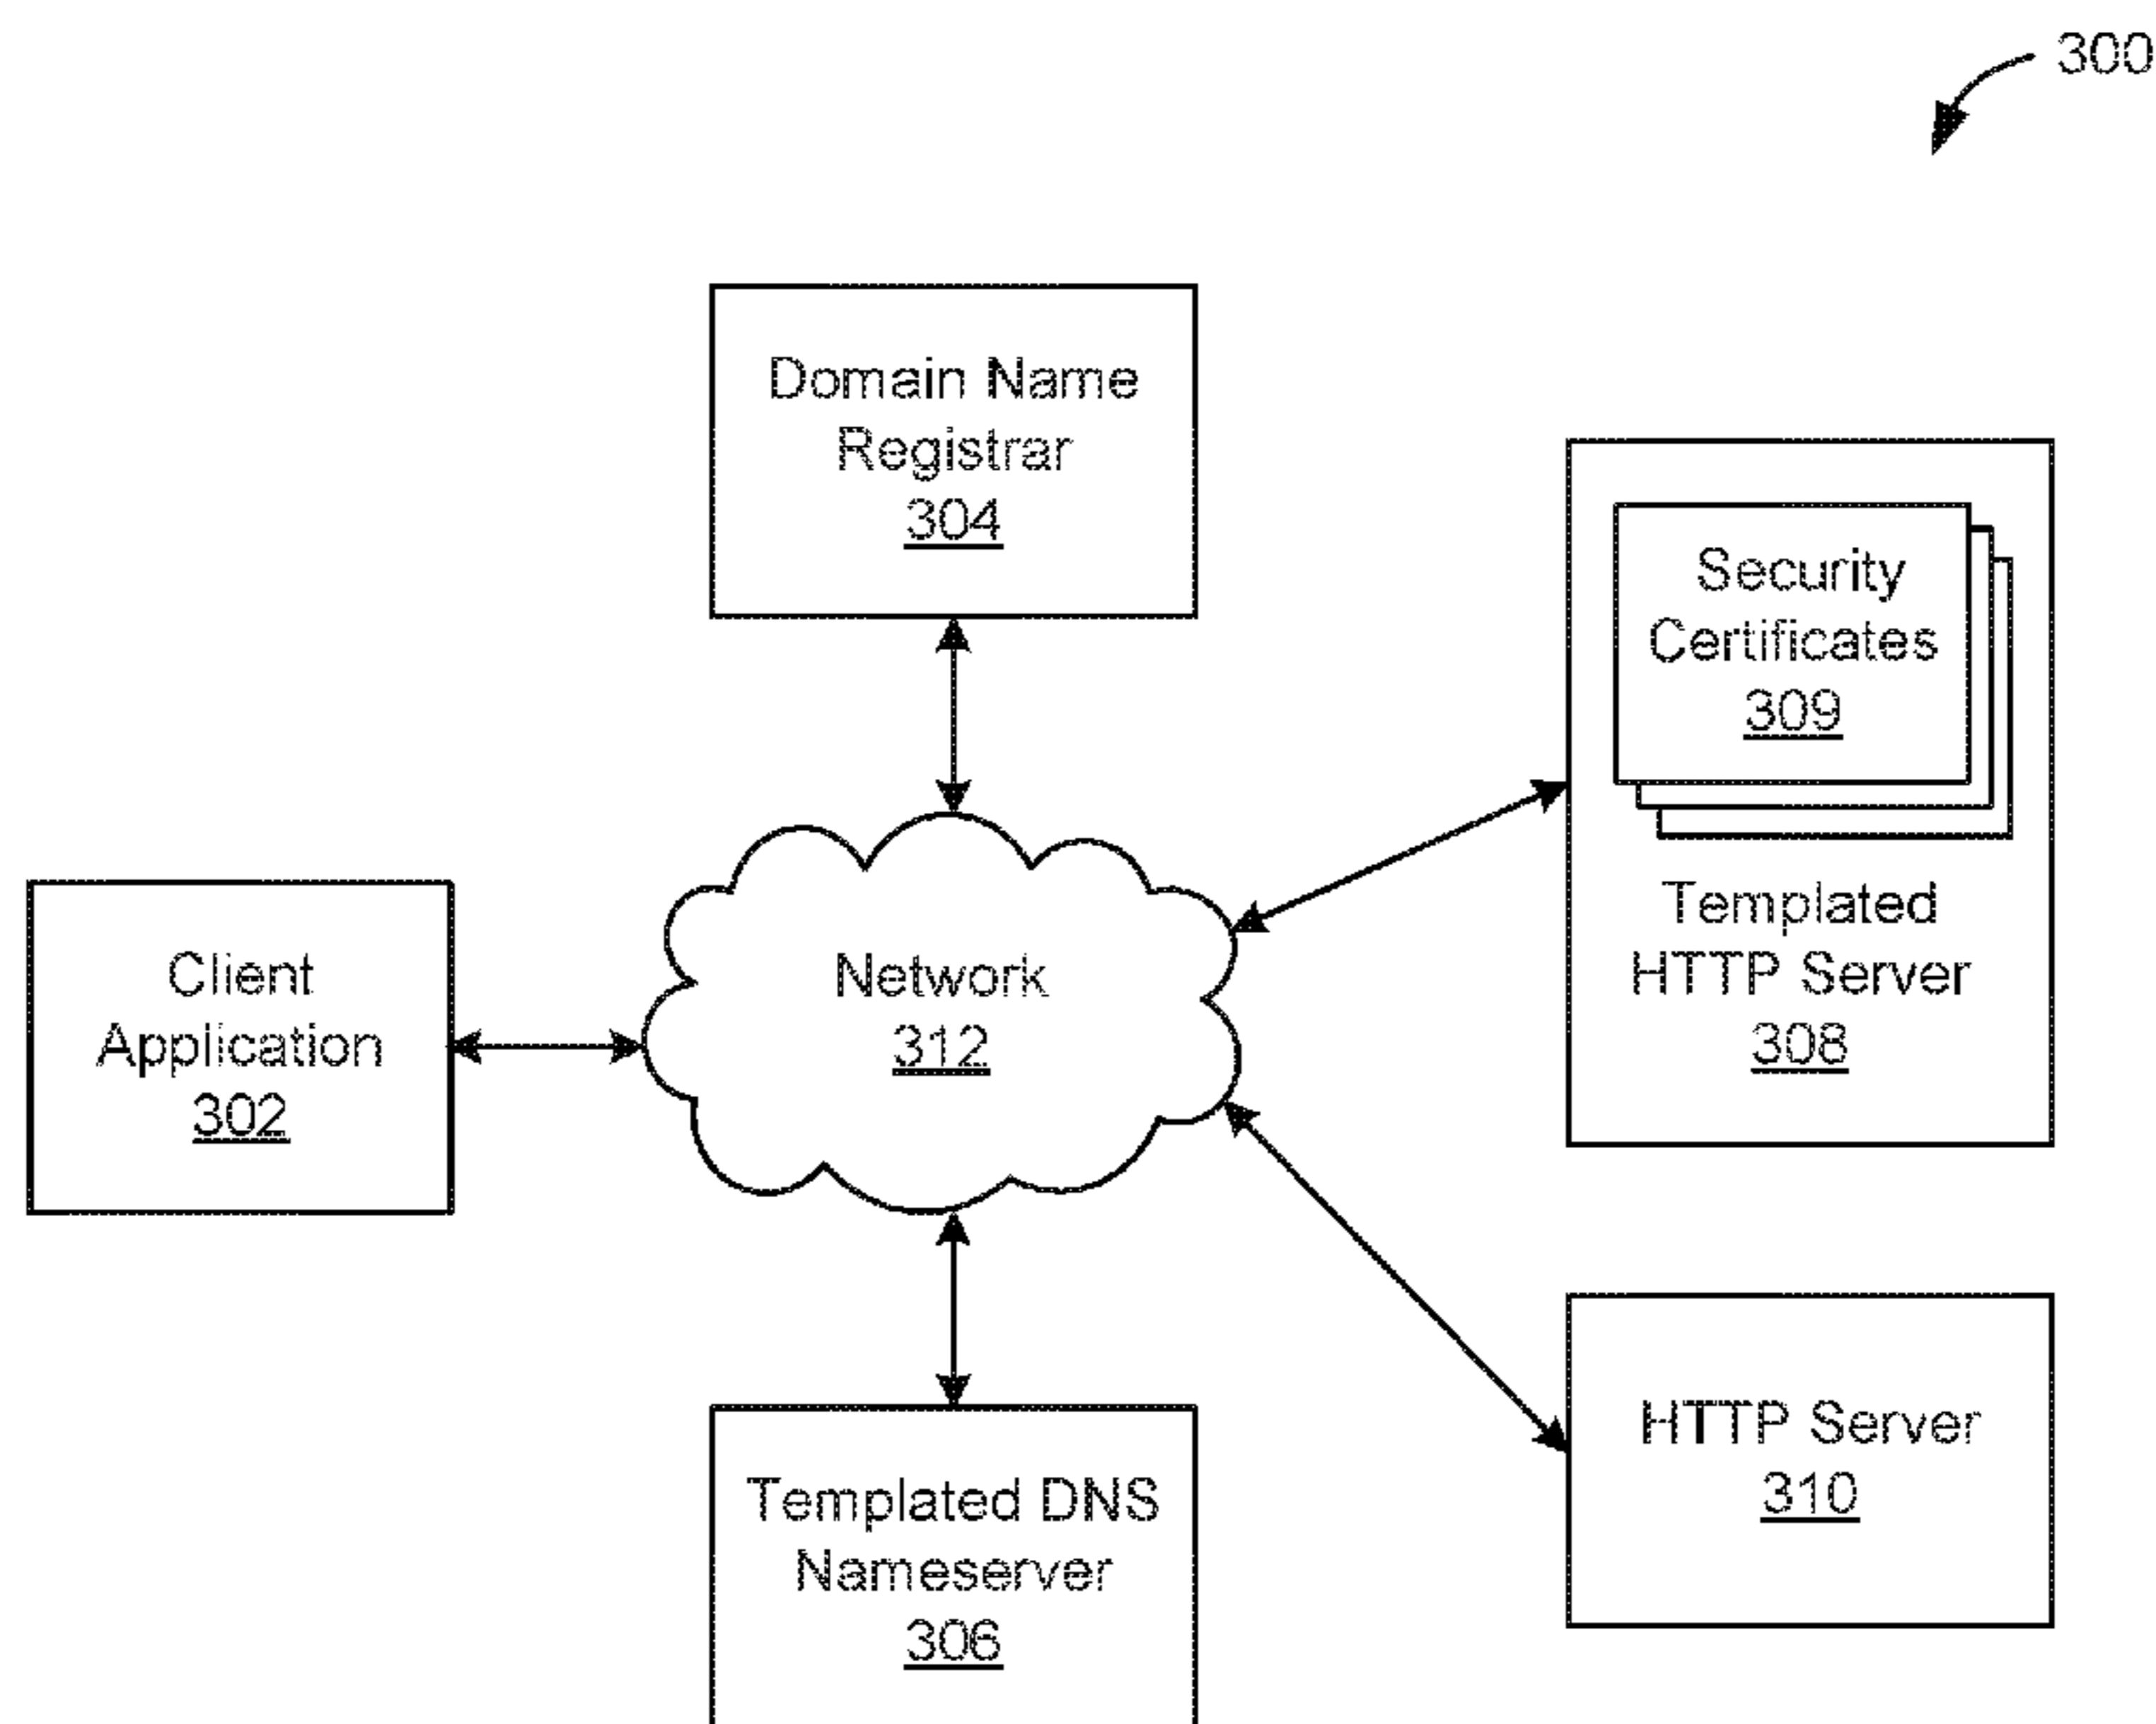 300
Domain Name
Registrar
304
Security
Certificates
309
Templated
HTTP Server
308
Client
Application
302
Network
312
HTTP Server
310
Templated DNS
Nameserver
306